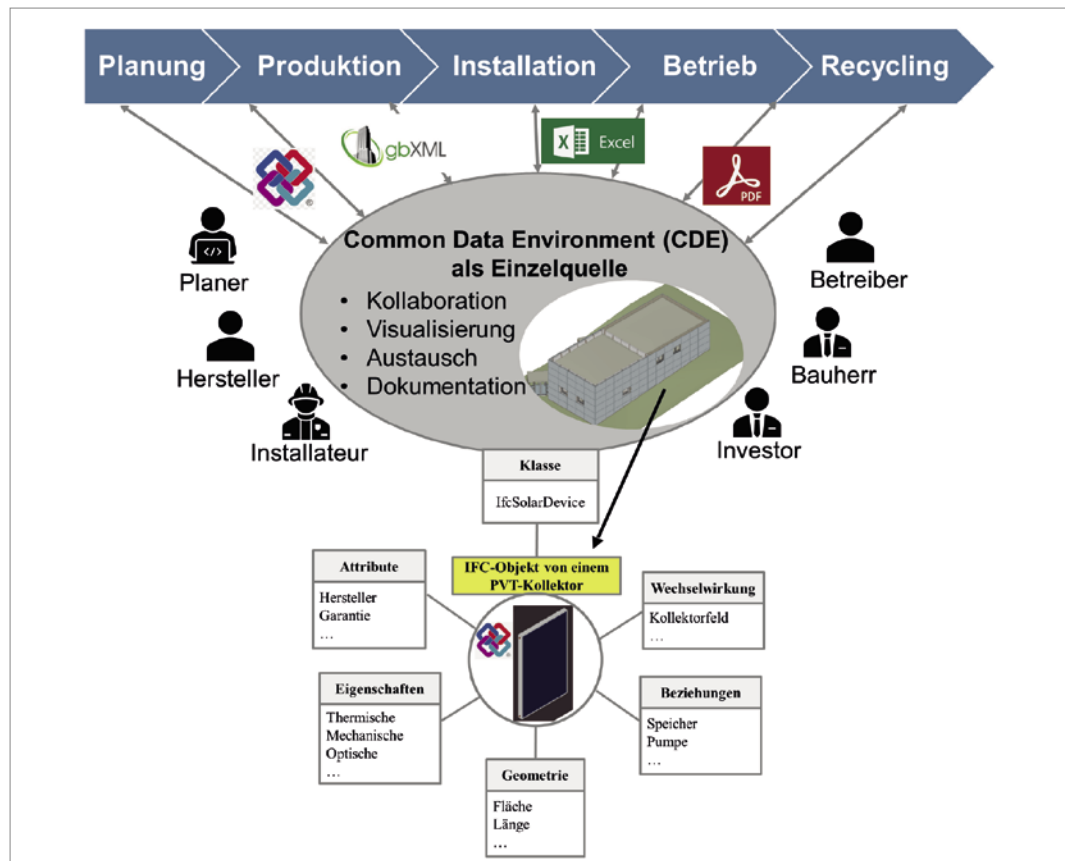 Planung
Produktion
Installation
Betrieb
Recycling
gbXML
Excel
PDF
®
Planer
Hersteller
Installateur
Common Data Environment (CDE)
als Einzelquelle
• Kollaboration
• Visualisierung
• Austausch
• Dokumentation
Betreiber
Bauherr
Investor
Klasse
IfcSolarDevice
IFC-Objekt von einem
PVT-Kollektor
Attribute
Hersteller
Garantie
…
Eigenschaften
Thermische
Mechanische
Optische
…
Geometrie
Fläche
Länge
…
Wechselwirkung
Kollektorfeld
…
Beziehungen
Speicher
Pumpe
…